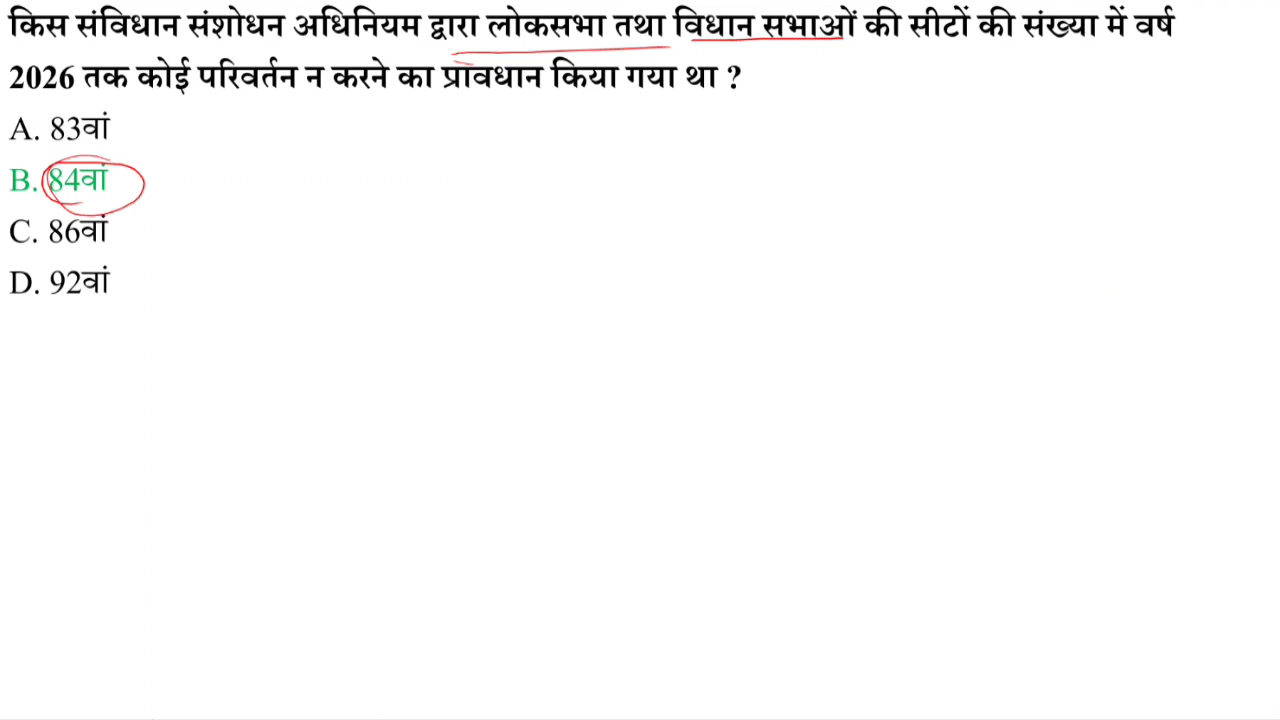 किस संविधान संशोधन अधिनियम द्वारा लोकसभा तथा विधान सभाओं की सीटों की संख्या में वर्ष
2026 तक कोई परिवर्तन न करने का प्रावधान किया गया था ?
A. 83वां
B. 84वां
C. 86वां
D. 92वां